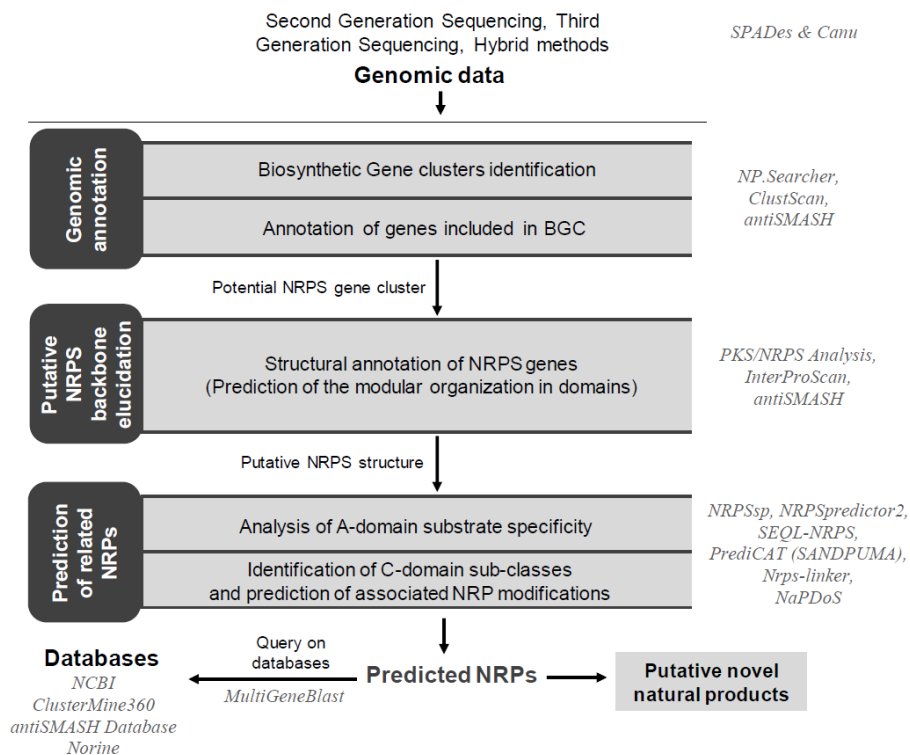 Second Generation Sequencing, Third
Generation Sequencing, Hybrid methods
SPADes & Canu
Genomic data
Genomic
annotation
Biosynthetic Gene clusters identification
Annotation of genes included in BGC
NP.Searcher,
ClustScan,
antiSMASH
Potential NRPS gene cluster
Putative
NRPS
backbone
elucidation
Structural annotation of NRPS genes
(Prediction of the modular organization in domains)
PKS/NRPS Analysis,
InterProScan,
antiSMASH
Putative NRPS structure
Prediction
of related
NRPs
Analysis of A-domain substrate specificity
Identification of C-domain sub-classes
and prediction of associated NRP modifications
NRPSsp, NRPSpredictor2,
SEQL-NRPS,
PrediCAT (SANDPUMA),
Nrps-linker,
NaPDoS
Databases
NCBI
ClusterMine360
antiSMASH Database
Norine
Query on
databases
MultiGeneBlast
Predicted NRPs
Putative novel
natural products